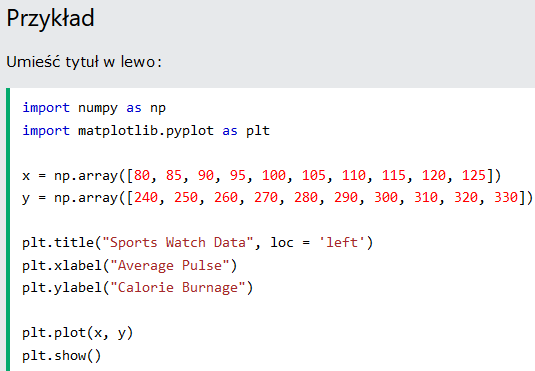 Przykład
Umieść tytuł w lewo:
import numpy as np
import matplotlib.pyplot as plt
x = np.array([80, 85, 90, 95, 100, 105, 110, 115, 120, 125])
y = np.array([240, 250, 260, 270, 280, 290, 300, 310, 320, 330])
plt.title("Sports Watch Data", loc = 'left')
plt.xlabel("Average Pulse")
plt.ylabel("Calorie Burnage")
plt.plot(x, y)
plt.show()